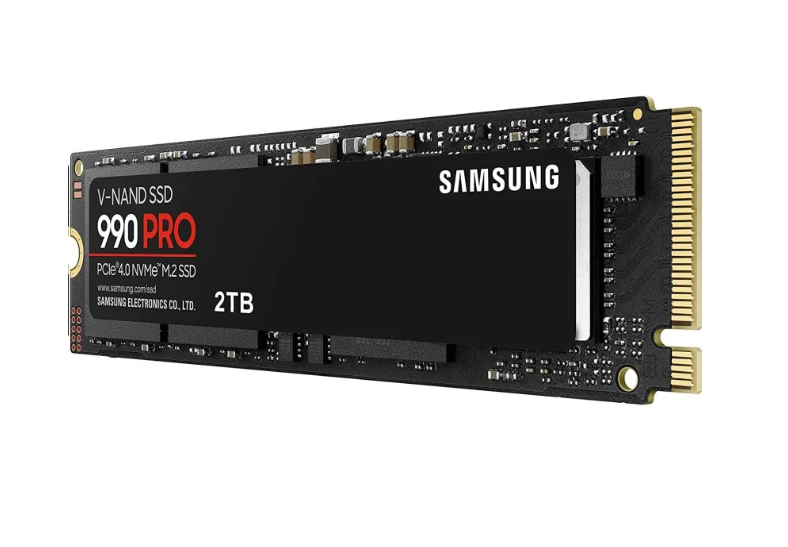 SAMSUNG
V-NAND SSD
990 PRO
PCIe® 4.0 NVMe™ M.2 SSD
www.samsung.com/ssd
SAMSUNG ELECTRONICS CO., LTD.
2TB